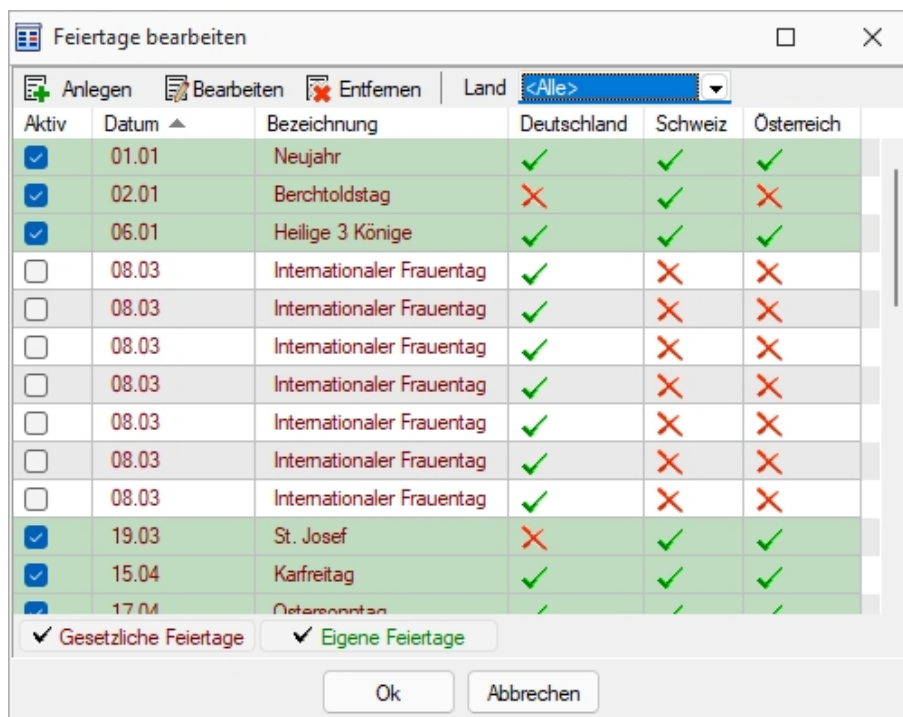 Feiertage bearbeiten
Anlegen Bearbeiten Entfernen Land <Alle>
Aktiv Datum Bezeichnung Deutschland Schweiz Österreich
01.01 Neujahr
02.01 Berchtoldstag
06.01 Heilige 3 Könige
08.03 Internationaler Frauentag
08.03 Internationaler Frauentag
08.03 Internationaler Frauentag
08.03 Internationaler Frauentag
08.03 Internationaler Frauentag
08.03 Internationaler Frauentag
08.03 Internationaler Frauentag
19.03 St. Josef
15.04 Karfreitag
17.04 Ostersonntag
Gesetzliche Feiertage Eigene Feiertage
Ok Abbrechen